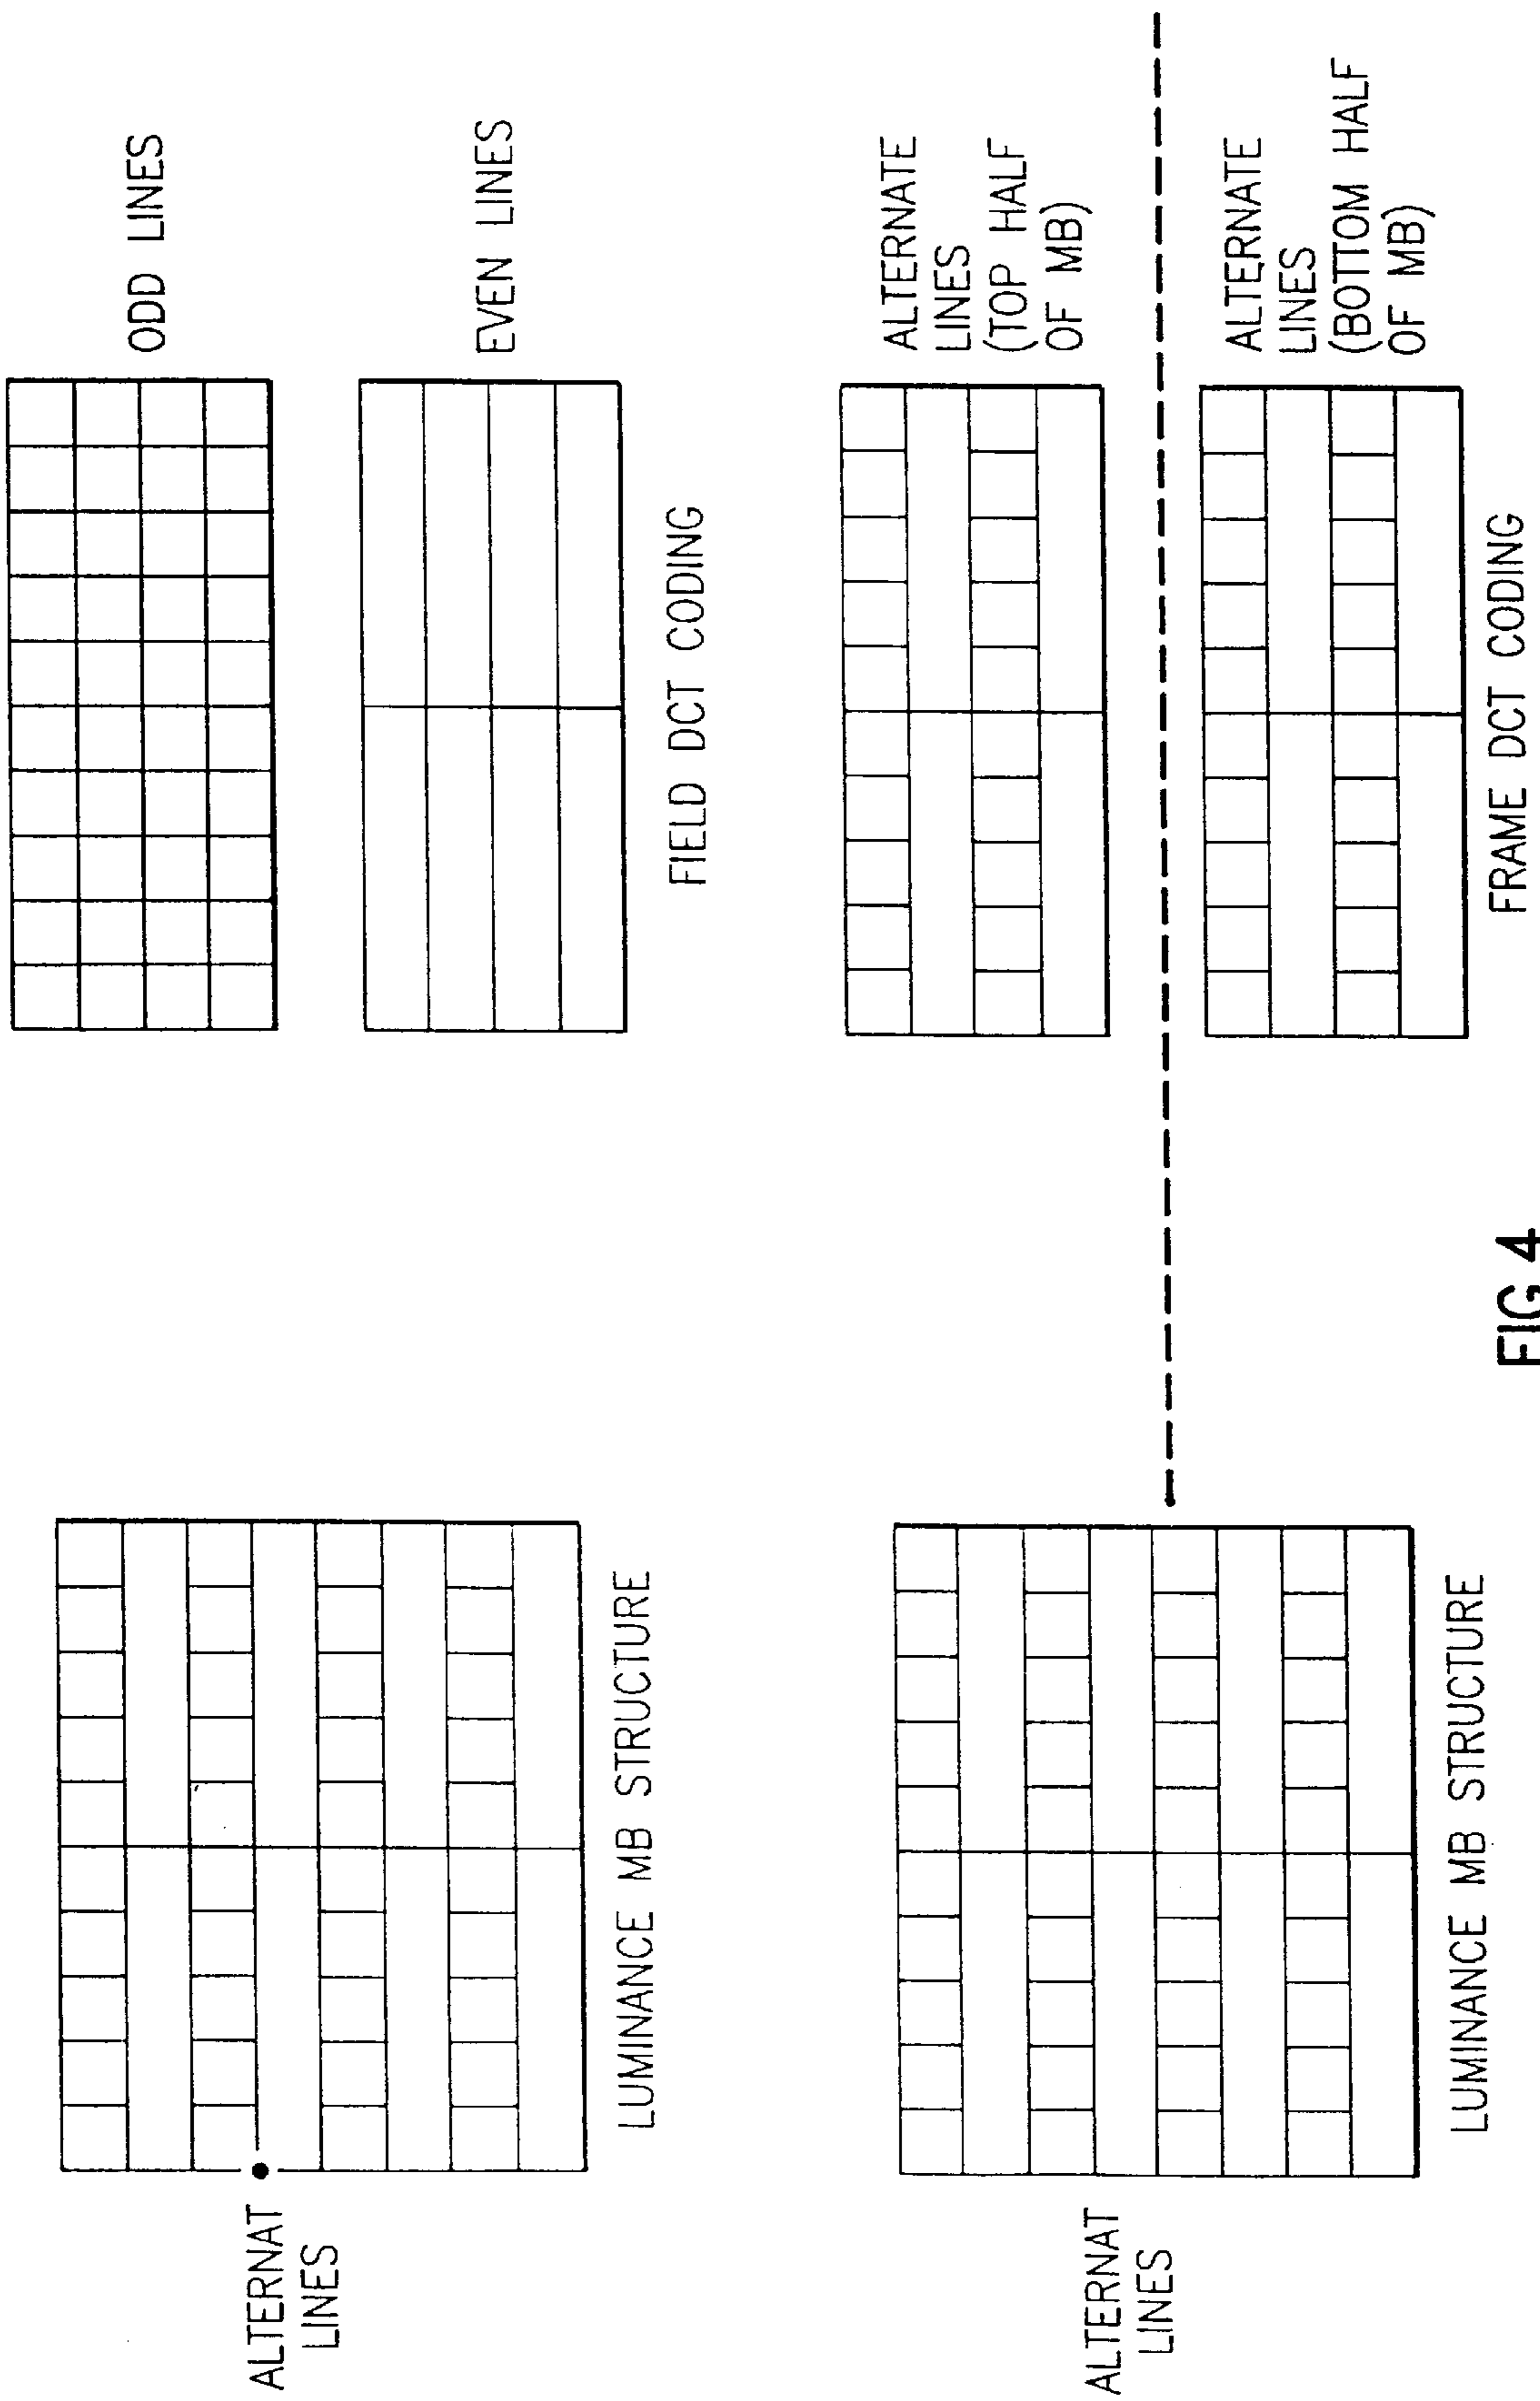 ALTERNAT
LINES
LUMINANCE MB STRUCTURE
ODD LINES
EVEN LINES
FIELD DCT CODING
ALTERNAT
LINES
LUMINANCE MB STRUCTURE
ALTERNATE
LINES
(TOP HALF
OF MB)
ALTERNATE
LINES
(BOTTOM HALF
OF MB)
FRAME DCT CODING
FIG.4